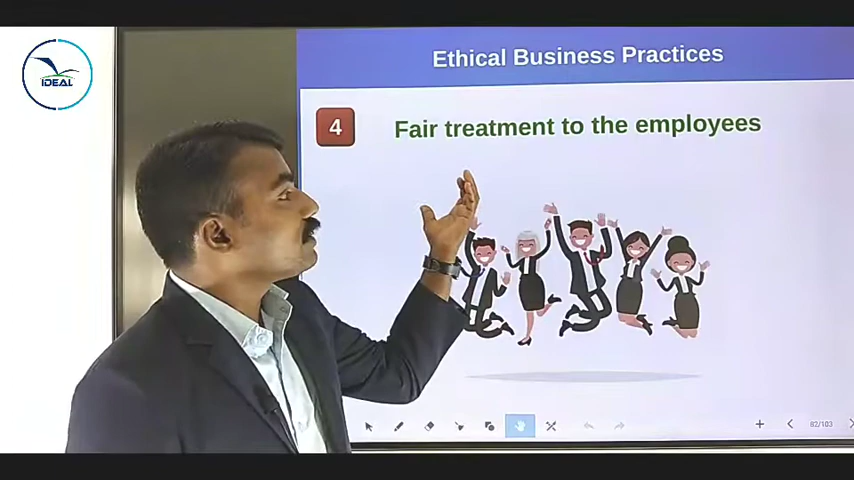 IDEAL
Ethical Business Practices
4
Fair treatment to the employees
82/103